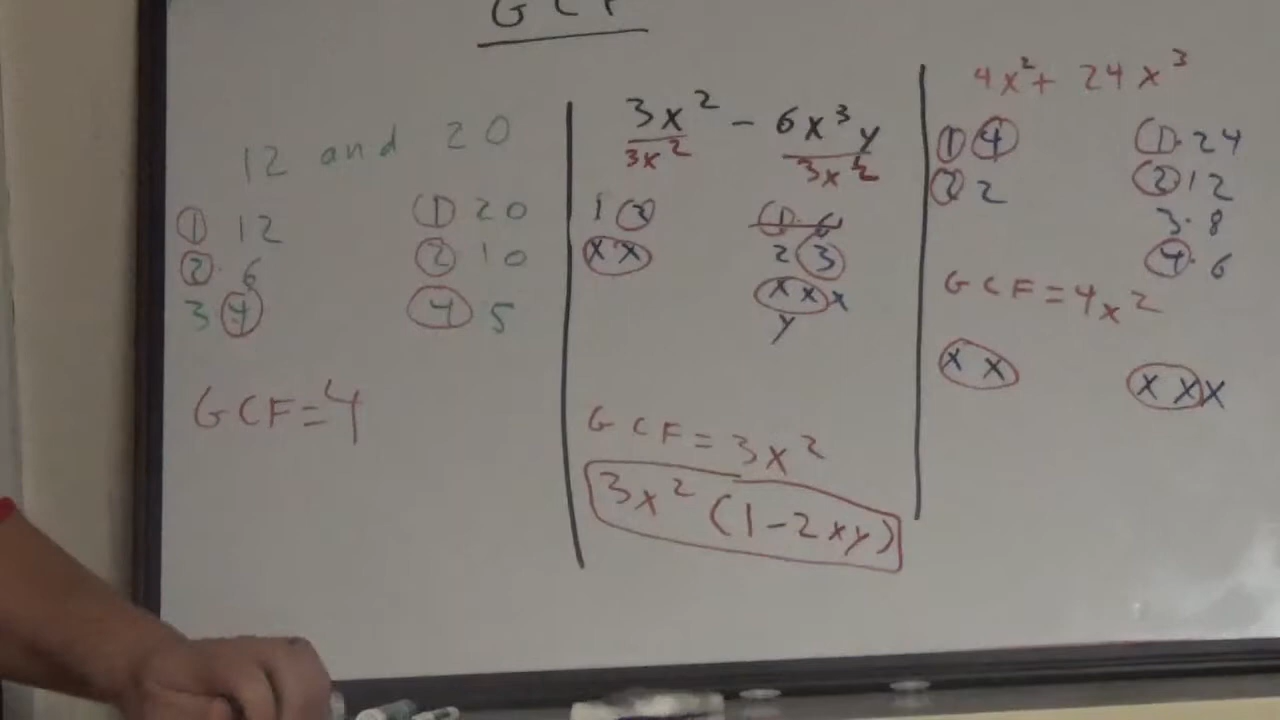 GCF
12 and 20
1 12
2 · 6
3 4
1 20
2 10
4 5
GCF=4
3x² - 6x³y
3x² 3x²
1 3
x x
1 · 6
2 3
x x x
y
GCF = 3x²
3x² (1-2xy)
4x² + 24x³
1 4
2 2
1 · 24
2 12
3 · 8
4 · 6
GCF = 4x²
x x
x x x